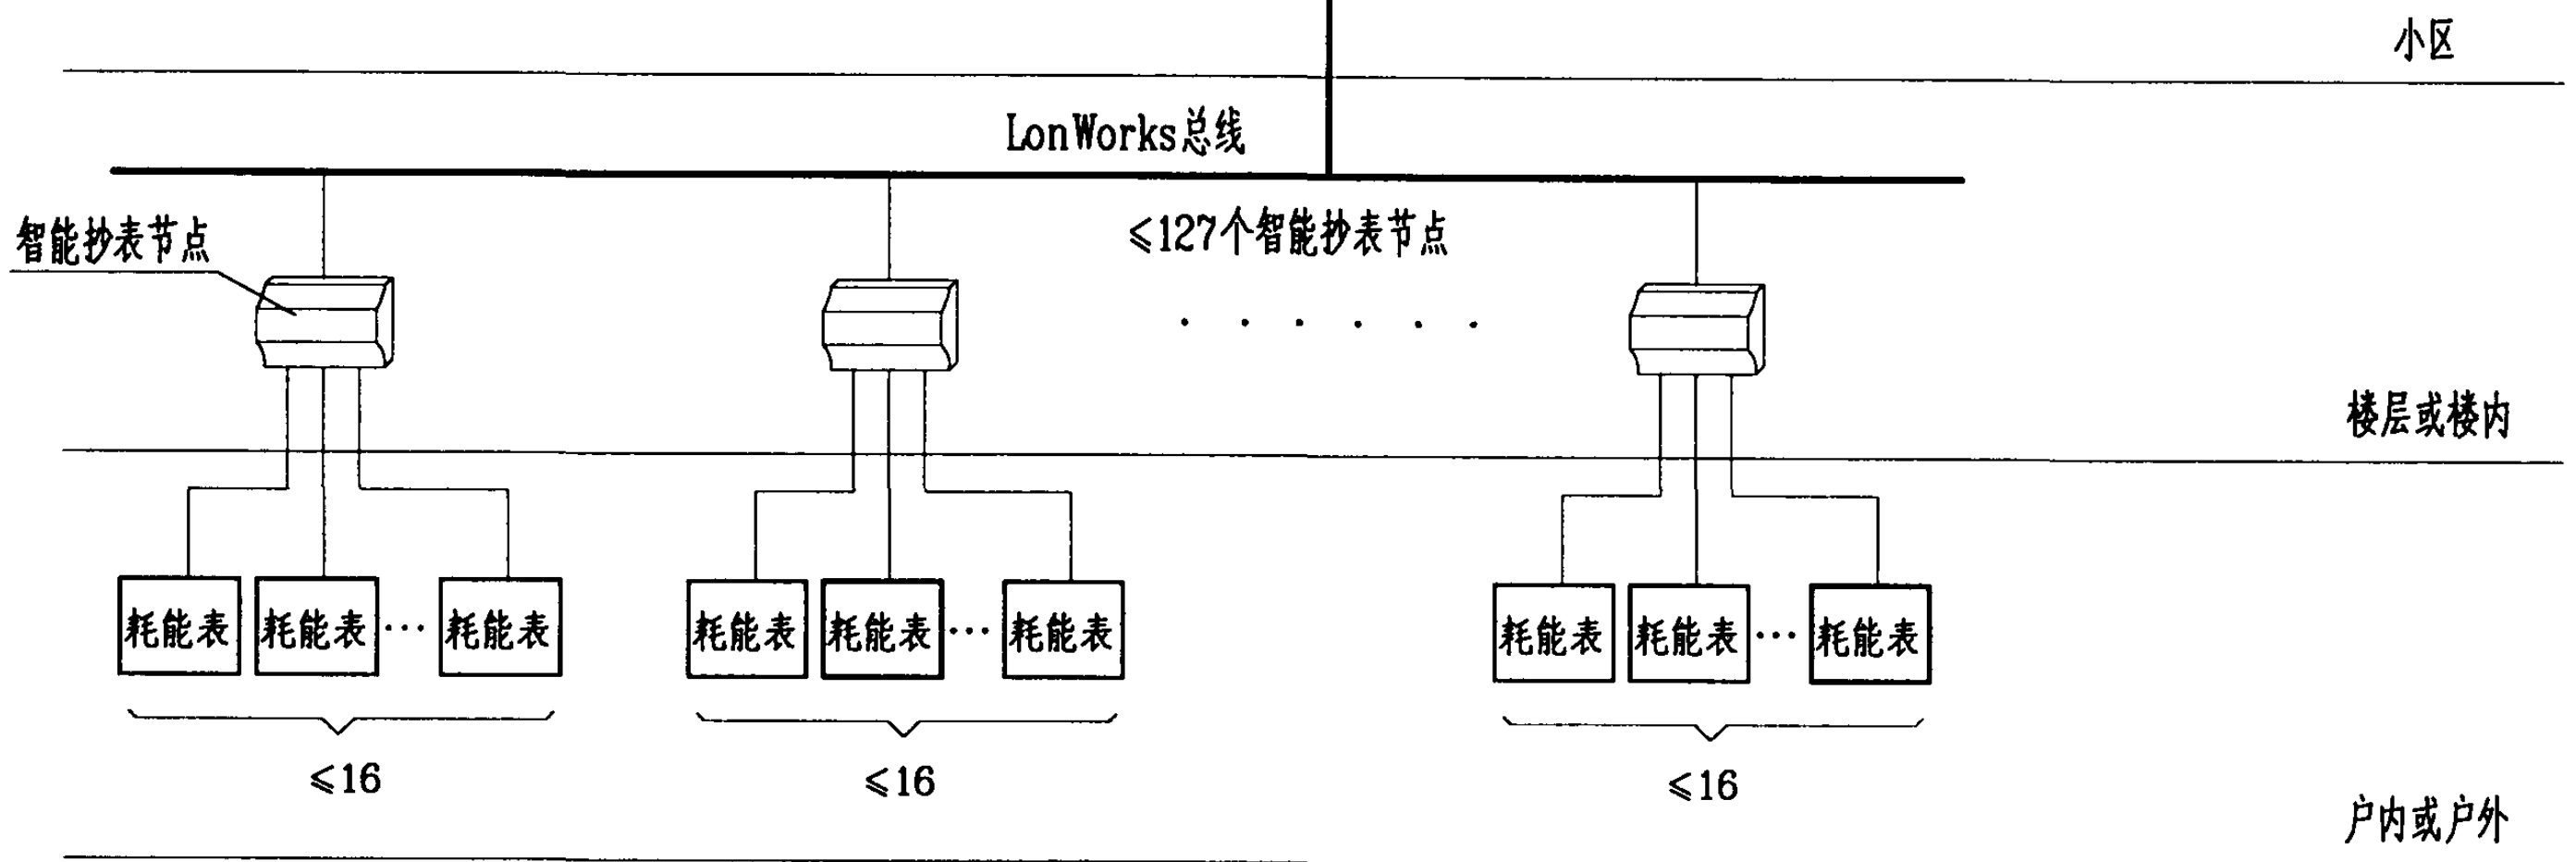 小区
LonWorks总线
智能抄表节点
≤127个智能抄表节点
······
楼层或楼内
耗能表 耗能表 ··· 耗能表
耗能表 耗能表 ··· 耗能表
耗能表 耗能表 ··· 耗能表
≤16
≤16
≤16
户内或户外